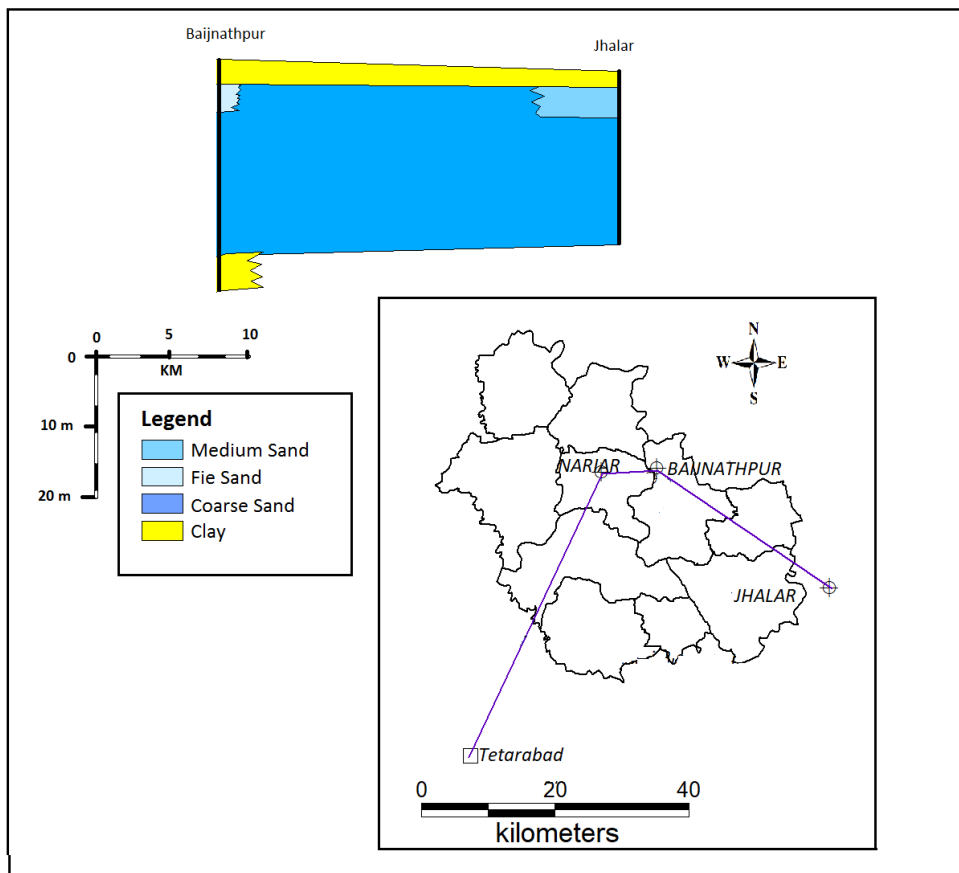 Baijnathpur
Jhalar
0 5 10
0
KM
10 m
20 m
Legend
Medium Sand
Fie Sand
Coarse Sand
Clay
N
W E
S
NARIAR
BAIJNATHPUR
JHALAR
Tetarabad
0 20 40
kilometers